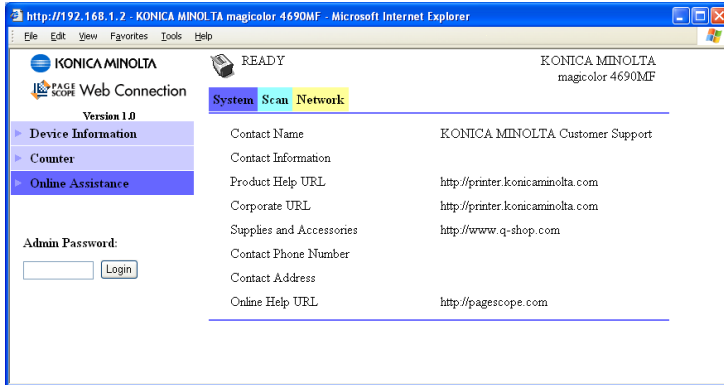 http://192.168.1.2 - KONICA MINOLTA magicolor 4690MF - Microsoft Internet Explorer
File Edit View Favorites Tools Help
KONICA MINOLTA
PAGE SCOPE Web Connection
Version 1.0
Device Information
Counter
Online Assistance
Admin Password:
Login
READY
KONICA MINOLTA
magicolor 4690MF
System Scan Network
Contact Name KONICA MINOLTA Customer Support
Contact Information
Product Help URL http://printer.konicaminolta.com
Corporate URL http://printer.konicaminolta.com
Supplies and Accessories http://www.q-shop.com
Contact Phone Number
Contact Address
Online Help URL http://pagescope.com